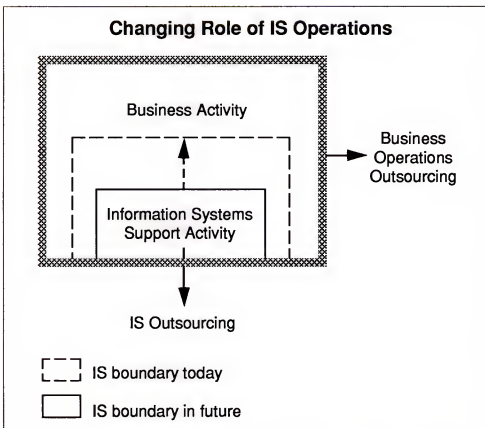 Changing Role of IS Operations
Business Activity
Business
Operations
Outsourcing
Information Systems
Support Activity
IS Outsourcing
IS boundary today
IS boundary in future